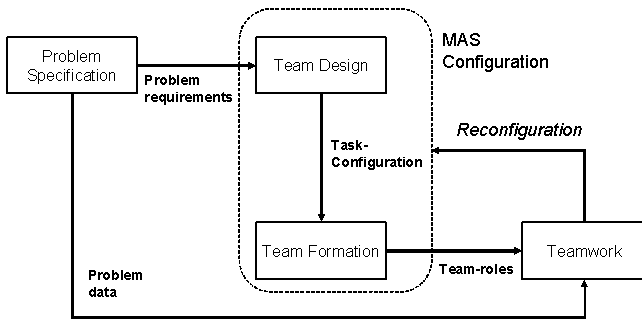 Problem
Specification
Problem
requirements
Team Design
MAS
Configuration
Reconfiguration
Task-
Configuration
Team Formation
Team-roles
Teamwork
Problem
data